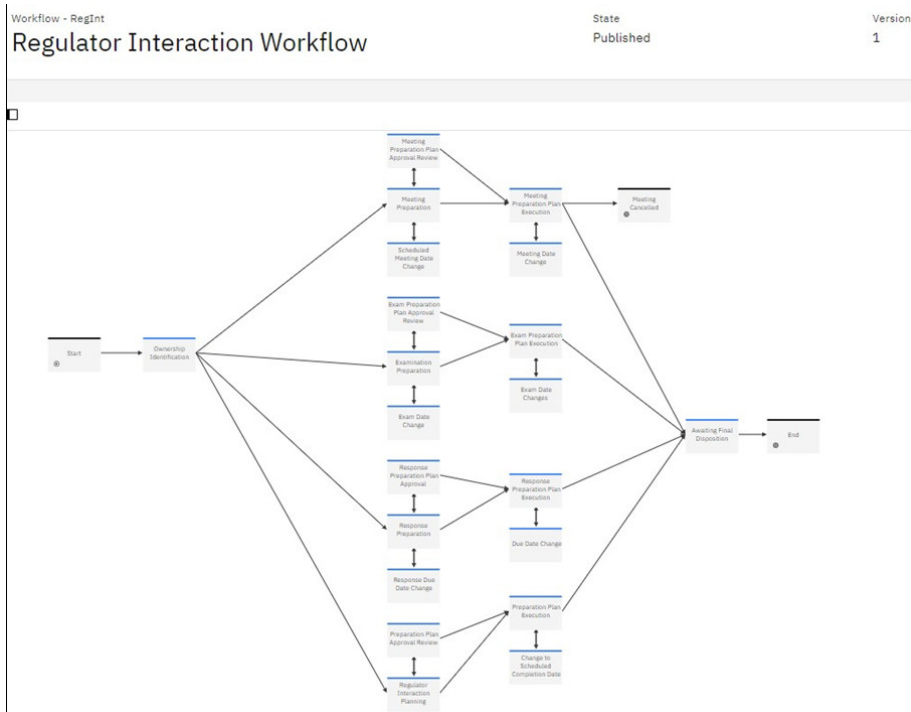 Workflow - RegInt
Regulator Interaction Workflow
State
Published
Version
1
Meeting
Preparation Plan
Approval Review
Meeting
Preparation
Scheduled
Meeting Date
Change
Meeting
Preparation Plan
Execution
Meeting Date
Change
Meeting
Cancelled
Exam Preparation
Plan Approval
Review
Examination
Preparation
Exam Date
Change
Exam Preparation
Plan Execution
Exam Date
Changes
Start
Ownership
Identification
Response
Preparation Plan
Approval
Response
Preparation
Response Due
Date Change
Response
Preparation Plan
Execution
Due Date Change
Awaiting Final
Disposition
End
Preparation Plan
Approval Review
Regulator
Interaction
Planning
Preparation Plan
Execution
Change to
Scheduled
Completion Date